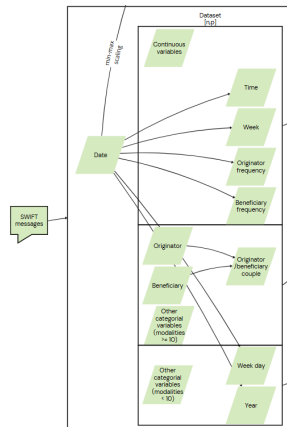 Dataset
[n,p]
Continuous
variables
min-max
scaling
Time
Date
Week
Originator
frequency
Beneficiary
frequency
SWIFT
messages
Originator
Originator
/beneficiary
couple
Beneficiary
Other
categorial
variables
(modalities
>= 10)
Week day
Other
categorial
variables
(modalities
< 10)
Year